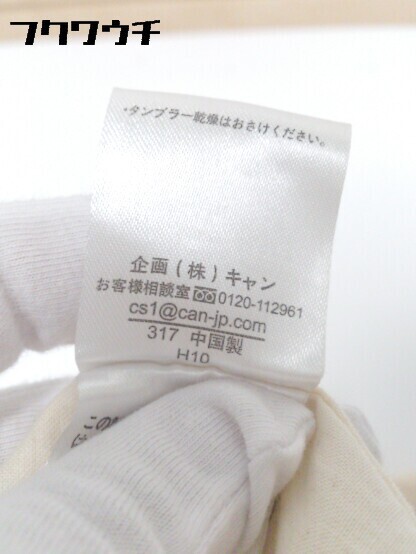 フクワウチ
・タンブラー乾燥はおさけください。
企画(株)キャン
お客様相談室 0120-112961
cs1@can-jp.com
317 中国製
H10
この